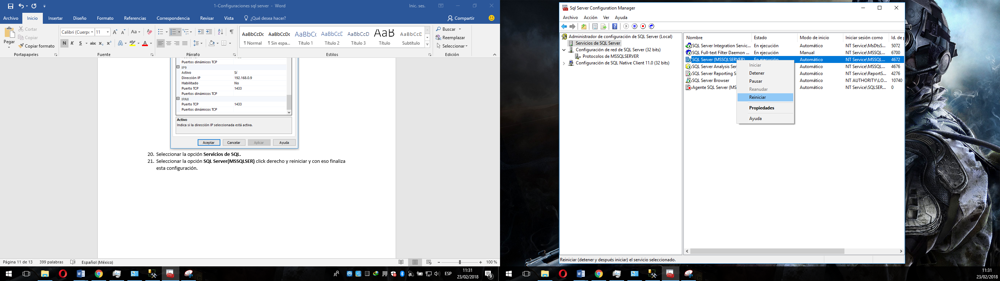 1-Configuraciones sql server - Word
Inic. ses.
Archivo Inicio Insertar Diseño Formato Referencias Correspondencia Revisar Vista ¿Qué desea hacer? Compartir
Pegar
Cortar
Copiar
Copiar formato
Portapapeles
Calibri (Cuerpo 11
Aa
N K S abc x₂ x²
Fuente
Párrafo
AaBbCcDc AaBbCcDc AaBbC( AaBbCcC AaBbCcD AaB AaBbCcC
¶ Normal ¶ Sin espa... Título 1 Título 2 Título 3 Título Subtítulo
Estilos
Buscar
Reemplazar
Seleccionar
Edición
Puertos dinámicos TCP
IP9
Activo Sí
Dirección IP 192.168.0.9
Habilitado No
Puerto TCP 1433
Puertos dinámicos TCP
IPAll
Puerto TCP 1433
Puertos dinámicos TCP
Activo
Indica si la dirección IP seleccionada está activa.
Aceptar Cancelar Aplicar Ayuda
20. Seleccionar la opción Servicios de SQL.
21. Seleccionar la opción SQL Server(MSSQLSER) click derecho y reiniciar y con eso finaliza
esta configuración.
Página 11 de 13 399 palabras Español (México) 100 %
ESP
11:31
23/02/2018
9
Sql Server Configuration Manager
Archivo Acción Ver Ayuda
Administrador de configuración de SQL Server (Local)
Servicios de SQL Server
Configuración de red de SQL Server (32 bits)
Protocolos de MSSQLSERVER
Configuración de SQL Native Client 11.0 (32 bits)
Nombre Estado Modo de inicio Iniciar sesión como Id. de p
SQL Server Integration Servic... En ejecución Automático NT Service\MsDtsS... 5072
SQL Full-text Filter Daemon ... En ejecución Manual NT Service\MSSQL... 6700
SQL Server (MSSQLSERVER) En ejecución Automático NT Service\MSSQL... 4672
SQL Server Analysis Ser Automático NT Service\MSSQL... 4676
SQL Server Reporting S Automático NT Service\ReportS... 4276
SQL Server Browser Automático NT AUTHORITY\LO... 10740
Agente SQL Server (MS Automático NT Service\SQLSER... 0
Iniciar
Detener
Pausar
Reanudar
Reiniciar
Propiedades
Ayuda
Reiniciar (detener y después iniciar) el servicio seleccionado.
11:31
23/02/2018